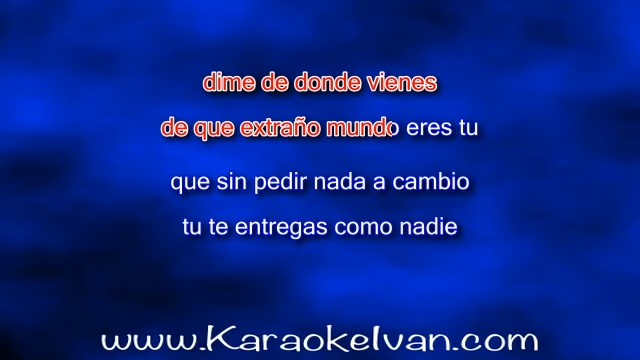 dime de donde vienes
de que extraño mundo eres tu
que sin pedir nada a cambio
tu te entregas como nadie
www.KaraokeIvan.com